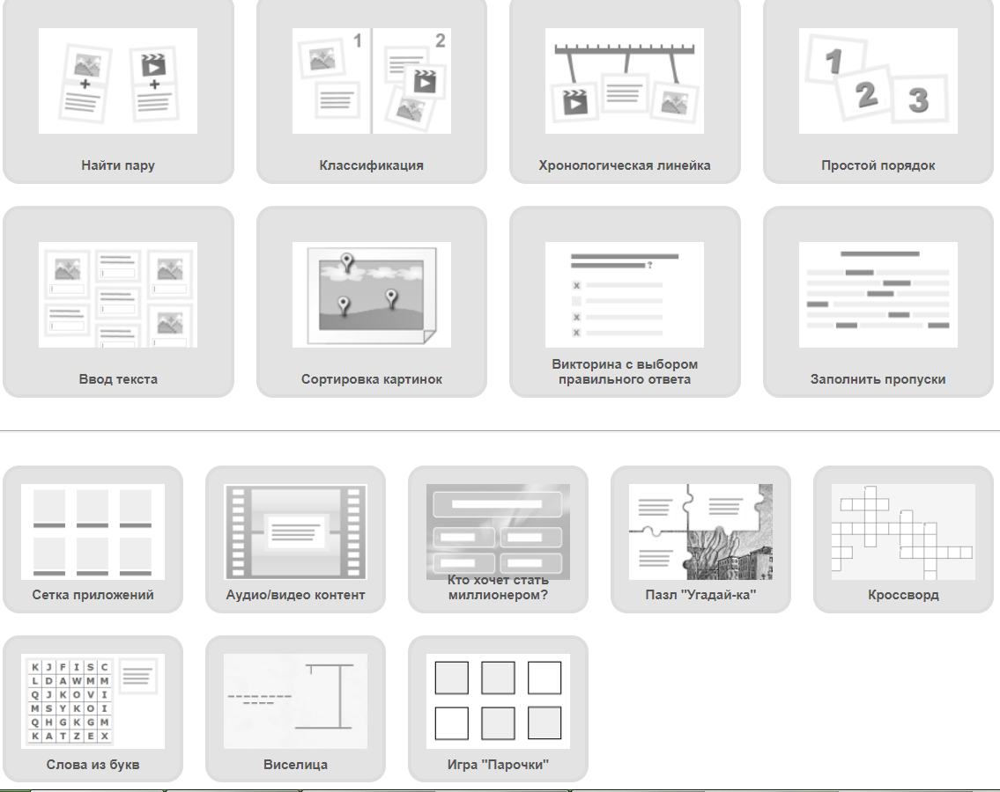 1
2
1
2
3
Найти пару
Классификация
Хронологическая линейка
Простой порядок
?
X
X
X
Ввод текста
Сортировка картинок
Викторина с выбором
правильного ответа
Заполнить пропуски
Сетка приложений
Аудио/видео контент
Кто хочет стать
миллионером?
Пазл "Угадай-ка"
Кроссворд
K J F I S C
L D A W M M
Q J K O V I
M S Y K O I
Q H G K G M
K A T Z E X
Слова из букв
Виселица
Игра "Парочки"